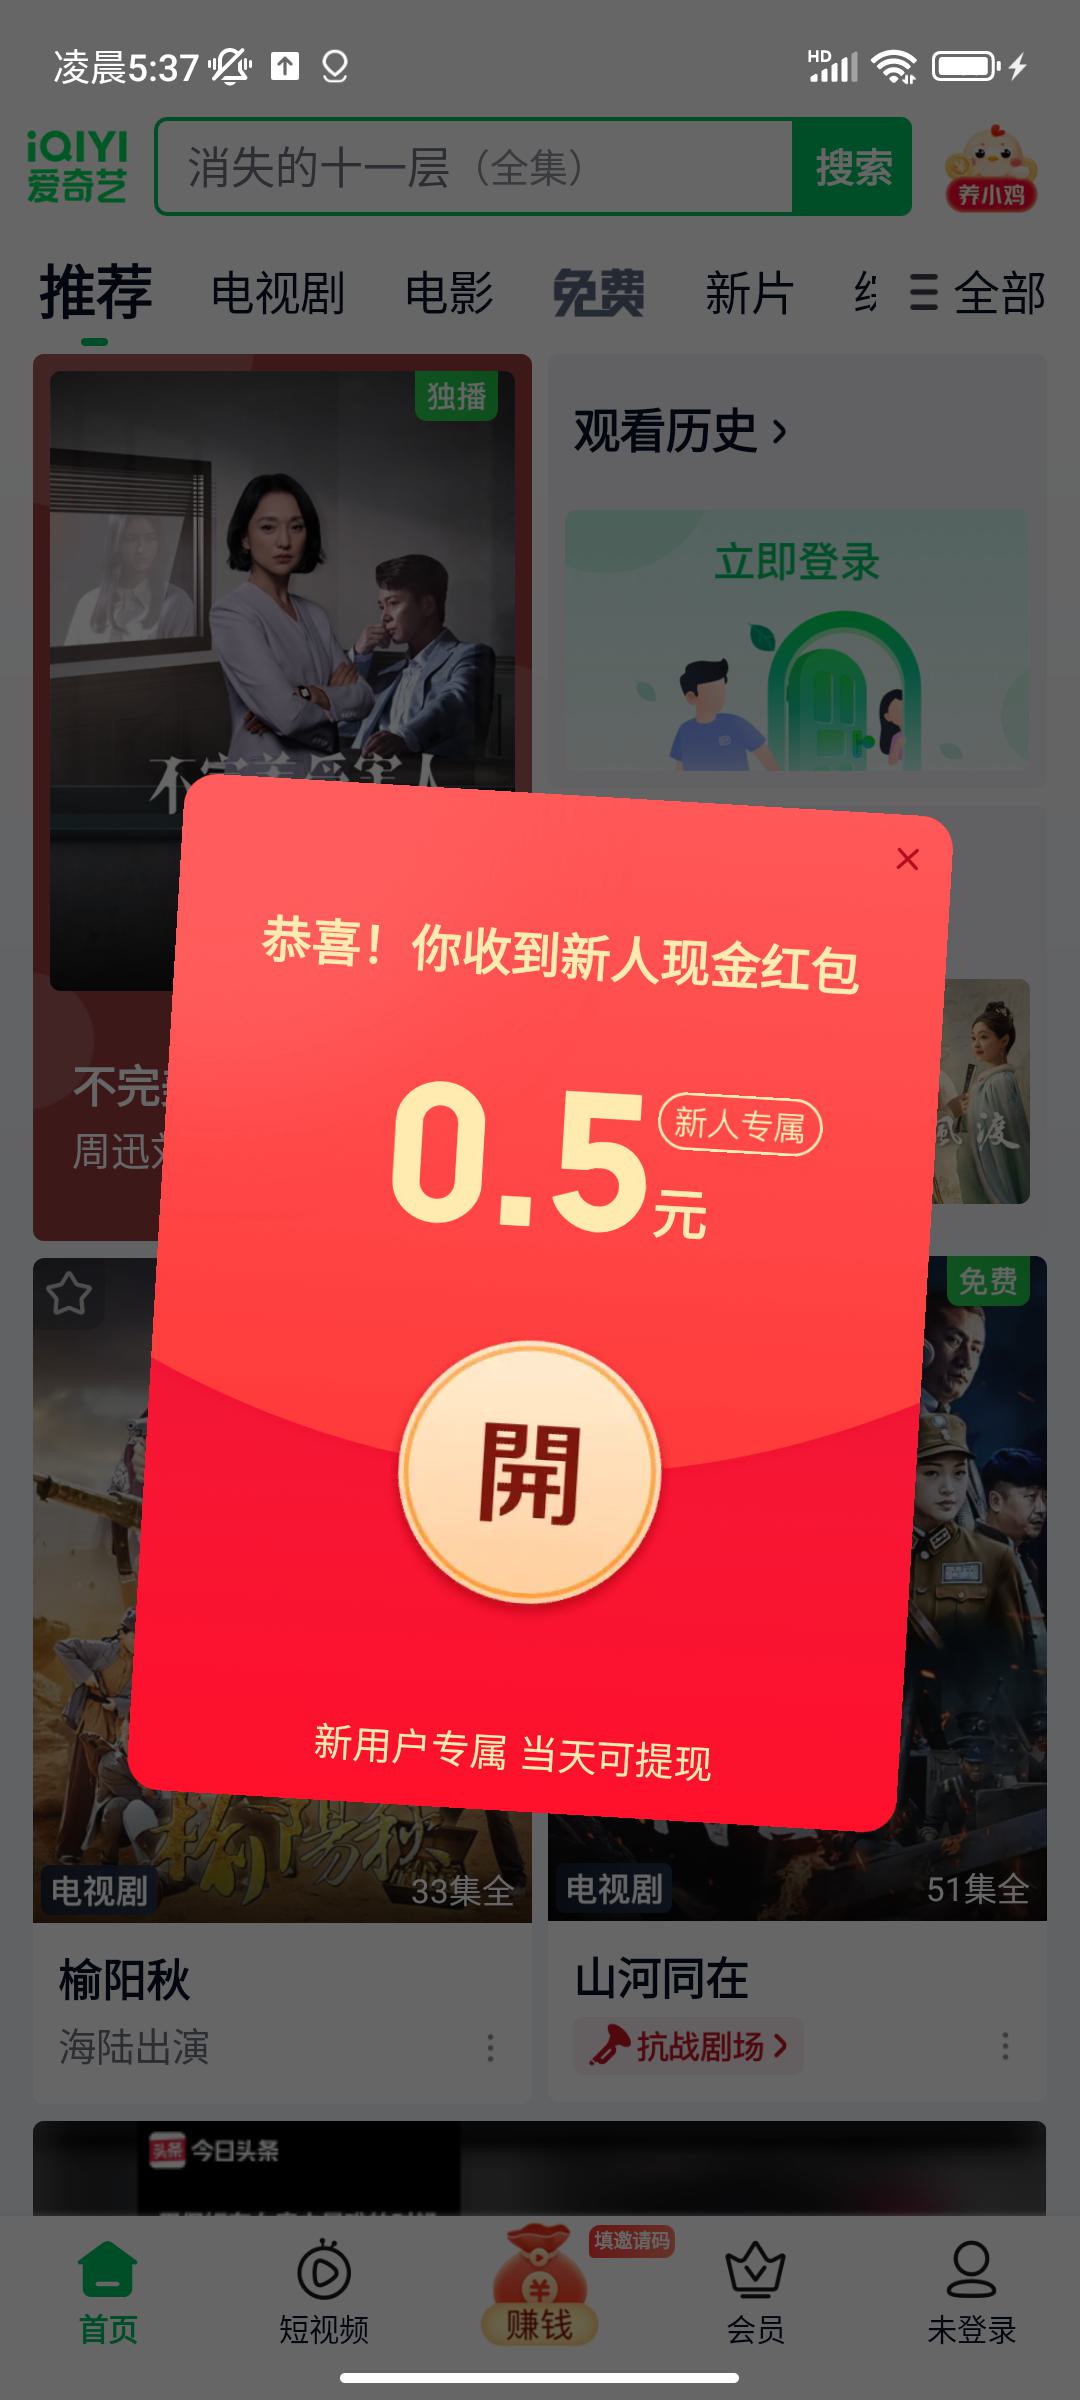 凌晨5:37
HD
iQIYI
爱奇艺
消失的十一层（全集）
搜索
养小鸡
推荐
电视剧
电影
免费
新片
全部
独播
观看历史
立即登录
恭喜！你收到新人现金红包
0.5元
新人专属
開
新用户专属 当天可提现
不完
周迅
免费
榆阳秋
电视剧
33集全
电视剧
51集全
榆阳秋
海陆出演
山河同在
抗战剧场
头条 今日头条
填邀请码
首页
短视频
赚钱
会员
未登录